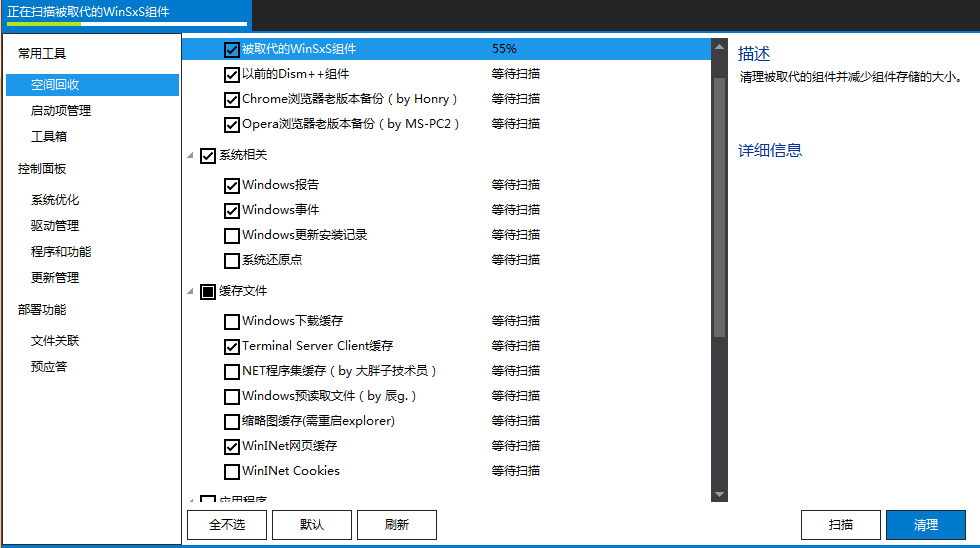 正在扫描被取代的WinSxS组件
常用工具
空间回收
启动项管理
工具箱
控制面板
系统优化
驱动管理
程序和功能
更新管理
部署功能
文件关联
预应答
被取代的WinSxS组件 55%
以前的Dism++组件 等待扫描
Chrome浏览器老版本备份（by Honry） 等待扫描
Opera浏览器老版本备份（by MS-PC2） 等待扫描
系统相关
Windows报告 等待扫描
Windows事件 等待扫描
Windows更新安装记录 等待扫描
系统还原点 等待扫描
缓存文件
Windows下载缓存 等待扫描
Terminal Server Client缓存 等待扫描
NET程序集缓存（by 大胖子技术员） 等待扫描
Windows预读取文件（by 辰g.） 等待扫描
缩略图缓存(需重启explorer) 等待扫描
WinINet网页缓存 等待扫描
WinINet Cookies 等待扫描
应用程序
全不选 默认 刷新
描述
清理被取代的组件并减少组件存储的大小。
详细信息
扫描 清理